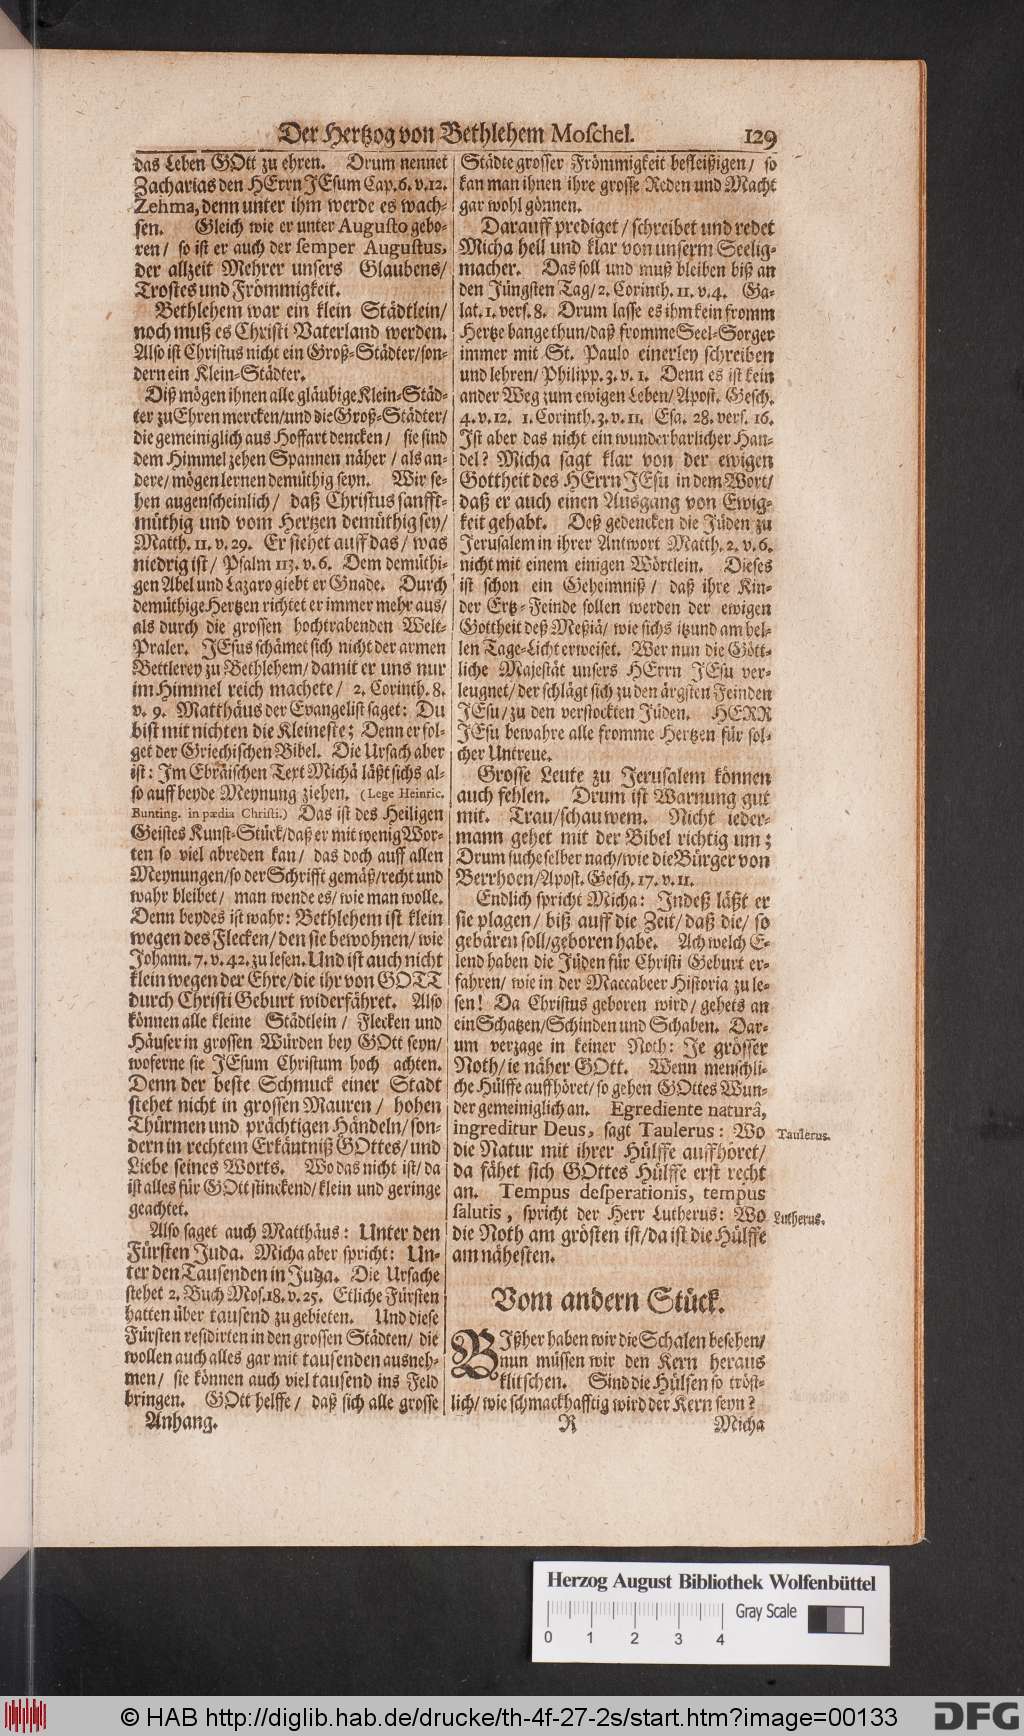 Der Hertzog von Bethlehem Moschel. 129
das Leben GOtt zu ehren. Drum nennet
Zacharias den HErrn JEsum Cap. 6. v. 12.
Zehma, denn unter ihm werde es wach-
sen. Gleich wie er unter Augusto gebo-
ren / so ist er auch der semper Augustus,
der allzeit Mehrer unsers Glaubens /
Trostes und Frömmigkeit.
Bethlehem war ein klein Städtlein /
noch muß es Christi Vaterland werden.
Also ist Christus nicht ein Groß-Städter / son-
dern ein Klein-Städter.
Diß mögen ihnen alle gläubige Klein-Städ-
ter zu Ehren mercken / und die Groß-Städter /
die gemeiniglich aus Hoffart dencken / sie sind
dem Himmel zehen Spannen näher / als an-
dere / mögen lernen demüthig seyn. Wir se-
hen augenscheinlich / daß Christus sanfft-
müthig und vom Hertzen demüthig sey /
Matth. 11. v. 29. Er siehet auff das / was
niedrig ist / Psalm 113. v. 6. Dem demüthi-
gen Abel und Lazaro giebt er Gnade. Durch
demüthige Hertzen richtet er immer mehr aus /
als durch die grossen hochtrabenden Welt-
Praler. JEsus schämet sich nicht der armen
Bettlerey zu Bethlehem / damit er uns nur
im Himmel reich machete / 2. Corinth. 8.
v. 9. Matthäus der Evangelist saget: Du
bist mit nichten die Kleineste; Denn er fol-
get der Griechischen Bibel. Die Ursach aber
ist: Im Ebräischen Text Michä läßt sichs al-
so auff beyde Meynung ziehen. (Lege Heinric.
Bunting. in pædia Christi.) Das ist des Heiligen
Geistes Kunst-Stück / daß er mit wenig Wor-
ten so viel abreden kan / das doch auff allen
Meynungen / so der Schrifft gemäß / recht und
wahr bleibet / man wende es / wie man wolle.
Denn beydes ist wahr: Bethlehem ist klein
wegen des Flecken / den sie bewohnen / wie
Johann. 7. v. 42. zu lesen. Und ist auch nicht
klein wegen der Ehre / die ihr von GOTT
durch Christi Geburt widerfähret. Also
können alle kleine Städtlein / Flecken und
Häuser in grossen Würden bey GOtt seyn /
woferne sie JEsum Christum hoch achten.
Denn der beste Schmuck einer Stadt
stehet nicht in grossen Mauren / hohen
Thürmen und prächtigen Händeln / son-
dern in rechtem Erkäntniß GOttes / und
Liebe seines Worts. Wo das nicht ist / da
ist alles für GOtt stinckend / klein und geringe
geachtet.
Also saget auch Matthäus: Unter den
Fürsten Juda. Micha aber spricht: Un-
ter den Tausenden in Juda. Die Ursache
stehet 2. Buch Mos. 18. v. 25. Etliche Fürsten
hatten über tausend zu gebieten. Und diese
Fürsten residirten in den grossen Städten / die
wollen auch alles gar mit tausenden ausneh-
men / sie können auch viel tausend ins Feld
bringen. GOtt helffe / daß sich alle grosse
Anhang.
Städte grosser Frömmigkeit befleißigen / so
kan man ihnen ihre grosse Reden und Macht
gar wohl gönnen.
Darauff prediget / schreibet und redet
Micha hell und klar von unserm Seelig-
macher. Das soll und muß bleiben biß an
den Jüngsten Tag / 2. Corinth. 11. v. 4. Ga-
lat. 1. vers. 8. Drum lasse es ihm kein fromm
Hertze bange thun / daß fromme Seel-Sorger
immer mit St. Paulo einerley schreiben
und lehren / Philipp. 3. v. 1. Denn es ist kein
ander Weg zum ewigen Leben / Apost. Gesch.
4. v. 12. 1. Corinth. 3. v. 11. Esa. 28. vers. 16.
Ist aber das nicht ein wunderbarlicher Han-
del? Micha sagt klar von der ewigen
Gottheit des HErrn JEsu in dem Wort /
daß er auch einen Ausgang von Ewig-
keit gehabt. Deß gedencken die Jüden zu
Jerusalem in ihrer Antwort Matth. 2. v. 6.
nicht mit einem einigen Wörtlein. Dieses
ist schon ein Geheimniß / daß ihre Kin-
der Ertz-Feinde sollen werden der ewigen
Gottheit deß Meßiä / wie sichs itzund am hel-
len Tage-Licht erweiset. Wer nun die Gött-
liche Majestät unsers HErrn JEsu ver-
leugnet / der schlägt sich zu den ärgsten Feinden
JEsu / zu den verstockten Jüden. HERR
JEsu bewahre alle fromme Hertzen für sol-
cher Untreue.
Grosse Leute zu Jerusalem können
auch fehlen. Drum ist Warnung gut
mit. Trau / schau wem. Nicht ieder-
mann gehet mit der Bibel richtig um;
Drum suche selber nach / wie die Bürger von
Berrhoen / Apost. Gesch. 17. v. 11.
Endlich spricht Micha: Indeß läßt er
sie plagen / biß auff die Zeit / daß die / so
gebären soll / geboren habe. Ach welch E-
lend haben die Jüden für Christi Geburt er-
fahren / wie in der Maccabeer Historia zu le-
sen! Da Christus geboren wird / gehets an
ein Schatzen / Schinden und Schaben. Dar-
um verzage in keiner Noth: Je grösser
Noth / ie näher GOtt. Wenn menschli-
che Hülffe auffhöret / so gehen GOttes Wun-
der gemeiniglich an. Egrediente naturâ,
ingreditur Deus, sagt Taulerus: Wo
Taulerus.
die Natur mit ihrer Hülffe auffhöret /
da fähet sich GOttes Hülffe erst recht
an. Tempus desperationis, tempus
salutis, spricht der Herr Lutherus: Wo
Lutherus.
die Noth am grösten ist / da ist die Hülffe
am nähesten.
Vom andern Stück.
BIßher haben wir die Schalen besehen /
nun müssen wir den Kern heraus
klitschen. Sind die Hülsen so tröst-
lich / wie schmackhafftig wird der Kern seyn?
R Micha
Herzog August Bibliothek Wolfenbüttel
Gray Scale
0 1 2 3 4
© HAB http://diglib.hab.de/drucke/th-4f-27-2s/start.htm?image=00133
DFG